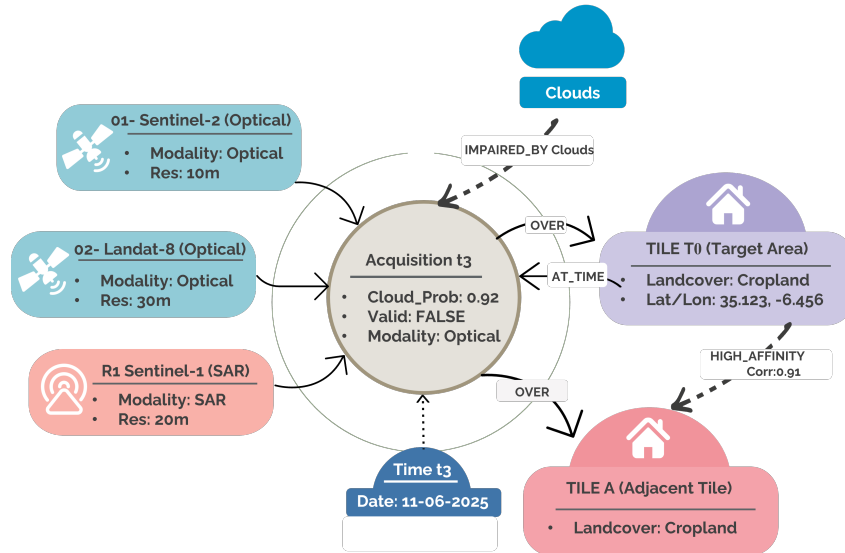 Clouds
IMPAIRED_BY Clouds
01- Sentinel-2 (Optical)
• Modality: Optical
• Res: 10m
02- Landat-8 (Optical)
• Modality: Optical
• Res: 30m
R1 Sentinel-1 (SAR)
• Modality: SAR
• Res: 20m
Acquisition t3
• Cloud_Prob: 0.92
• Valid: FALSE
• Modality: Optical
OVER
AT_TIME
OVER
TILE T0 (Target Area)
• Landcover: Cropland
• Lat/Lon: 35.123, -6.456
HIGH_AFFINITY
Corr:0.91
Time t3
Date: 11-06-2025
TILE A (Adjacent Tile)
• Landcover: Cropland